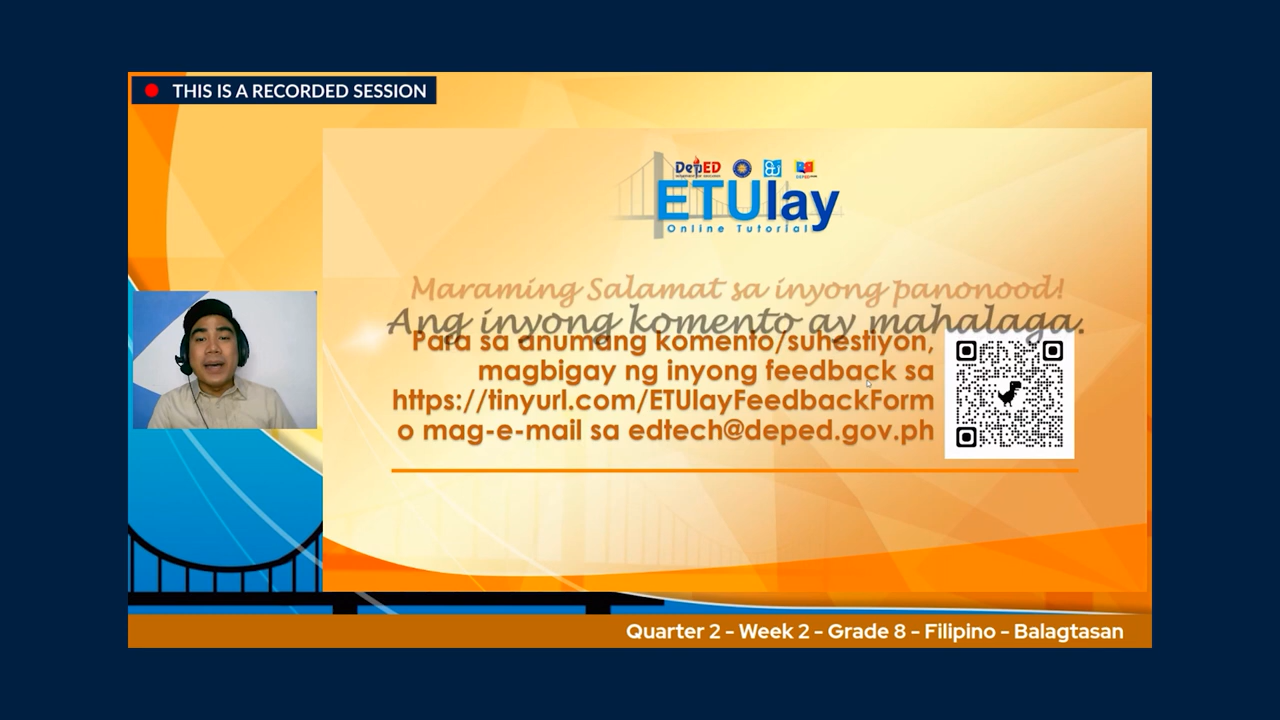 THIS IS A RECORDED SESSION
DepED
ETUlay
Online Tutorial
Maraming Salamat sa inyong panonood!
Ang inyong komento ay mahalaga.
Para sa anumang komento/suhestiyon,
magbigay ng inyong feedback sa
https://tinyurl.com/ETUlayFeedbackForm
o mag-e-mail sa edtech@deped.gov.ph
Quarter 2 - Week 2 - Grade 8 - Filipino - Balagtasan